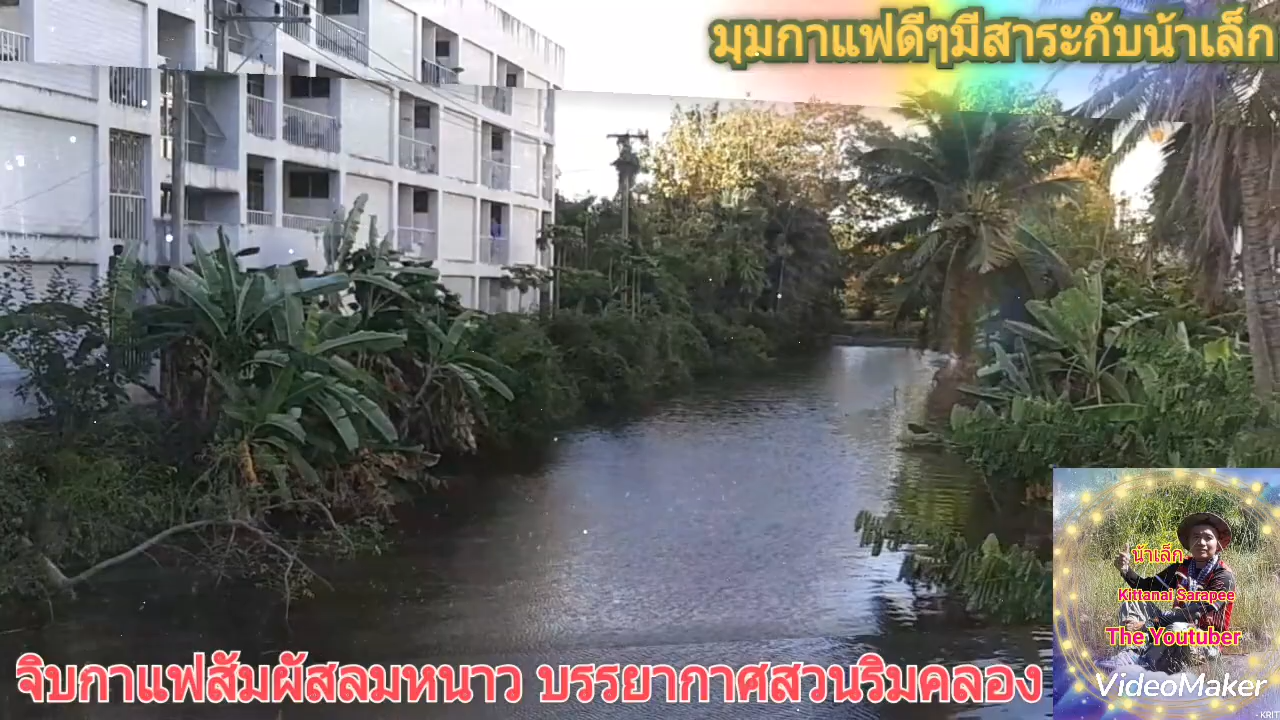 มุมกาแฟดีๆมีสาระกับน้าเล็ก
น้าเล็ก
Kittanai Sarapee
The Youtuber
VideoMaker
- KRIT
จิบกาแฟสัมผัสลมหนาว บรรยากาศสวนริมคลอง